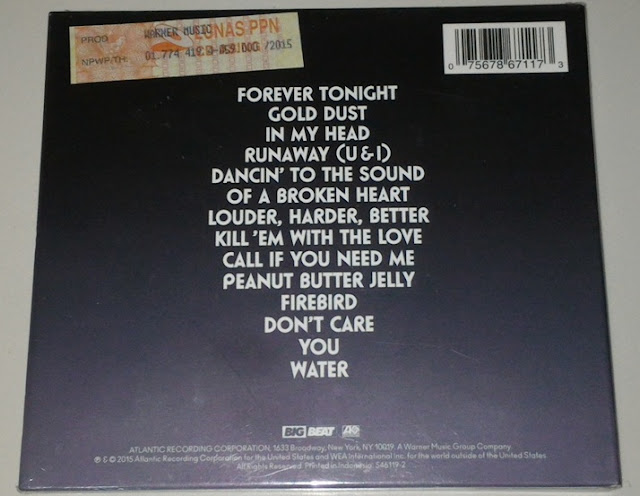 PROG WARNER MUSIC LUNAS PPN
NPWP/TH: /2015
0 75678 67117 3
FOREVER TONIGHT
GOLD DUST
IN MY HEAD
RUNAWAY (U & I)
DANCIN' TO THE SOUND
OF A BROKEN HEART
LOUDER, HARDER, BETTER
KILL 'EM WITH THE LOVE
CALL IF YOU NEED ME
PEANUT BUTTER JELLY
FIREBIRD
DON'T CARE
YOU
WATER
BIG BEAT
ATLANTIC RECORDING CORPORATION, 1633 Broadway, New York, NY 10019. A Warner Music Group Company.
℗ & © 2015 Atlantic Recording Corporation for the United States and WEA International Inc. for the world outside of the United States.
All Rights Reserved. Printed in Indonesia. 546119-2